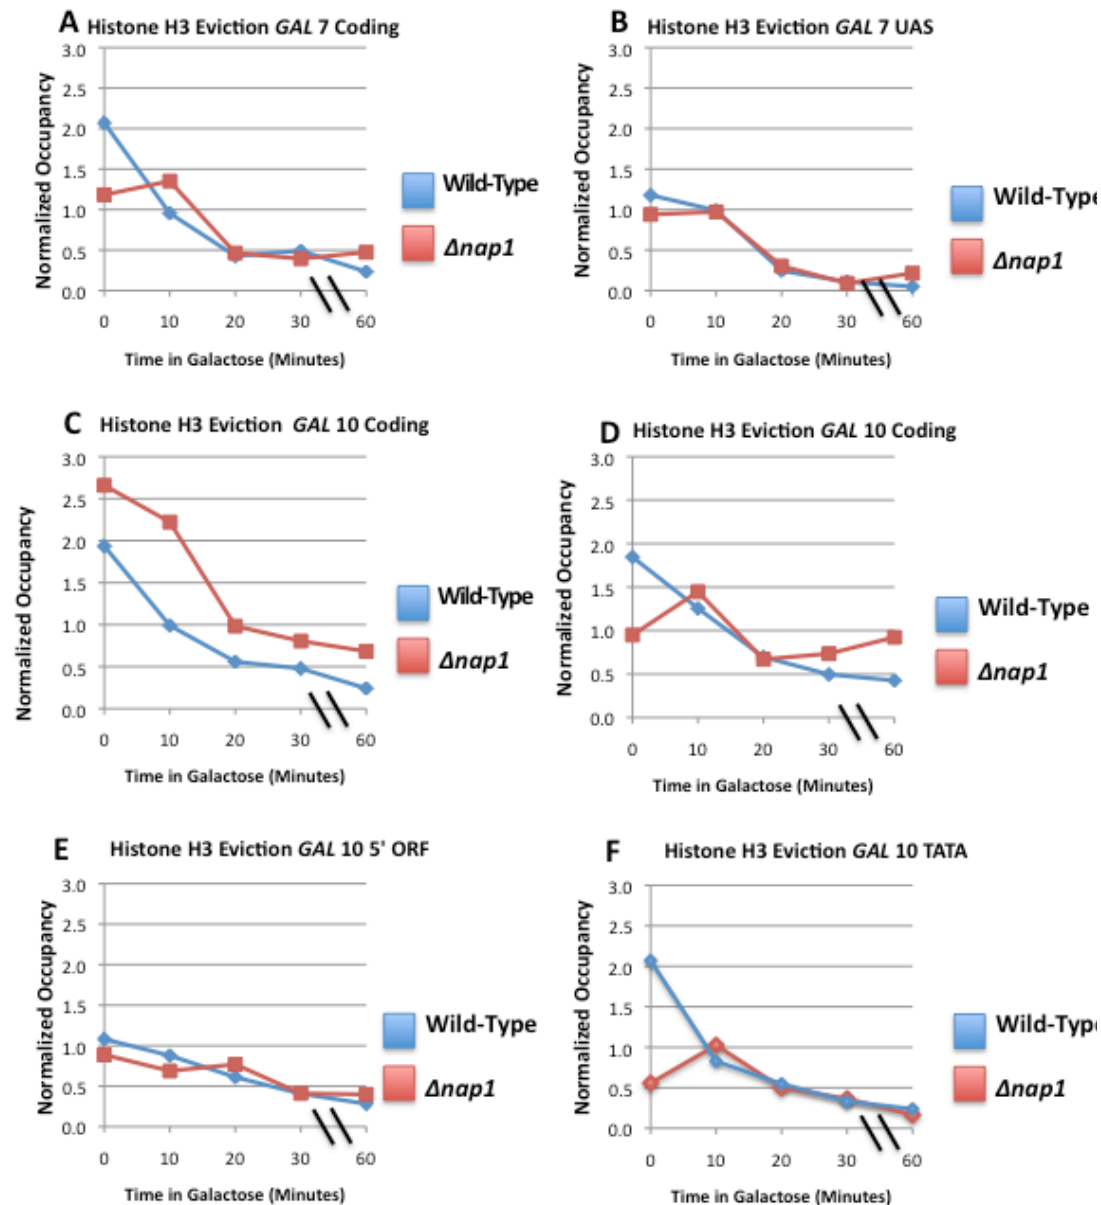 A Histone H3 Eviction GAL 7 Coding
Normalized Occupancy
3.0
2.5
2.0
1.5
1.0
0.5
0.0
0 10 20 30 60
Time in Galactose (Minutes)
Wild-Type
Δnap1
B Histone H3 Eviction GAL 7 UAS
Normalized Occupancy
3.0
2.5
2.0
1.5
1.0
0.5
0.0
0 10 20 30 60
Time in Galactose (Minutes)
Wild-Type
Δnap1
C Histone H3 Eviction GAL 10 Coding
Normalized Occupancy
3.0
2.5
2.0
1.5
1.0
0.5
0.0
0 10 20 30 60
Time in Galactose (Minutes)
Wild-Type
Δnap1
D Histone H3 Eviction GAL 10 Coding
Normalized Occupancy
3.0
2.5
2.0
1.5
1.0
0.5
0.0
0 10 20 30 60
Time in Galactose (Minutes)
Wild-Type
Δnap1
E Histone H3 Eviction GAL 10 5' ORF
Normalized Occupancy
3.0
2.5
2.0
1.5
1.0
0.5
0.0
0 10 20 30 60
Time in Galactose (Minutes)
Wild-Type
Δnap1
F Histone H3 Eviction GAL 10 TATA
Normalized Occupancy
3.0
2.5
2.0
1.5
1.0
0.5
0.0
0 10 20 30 60
Time in Galactose (Minutes)
Wild-Type
Δnap1